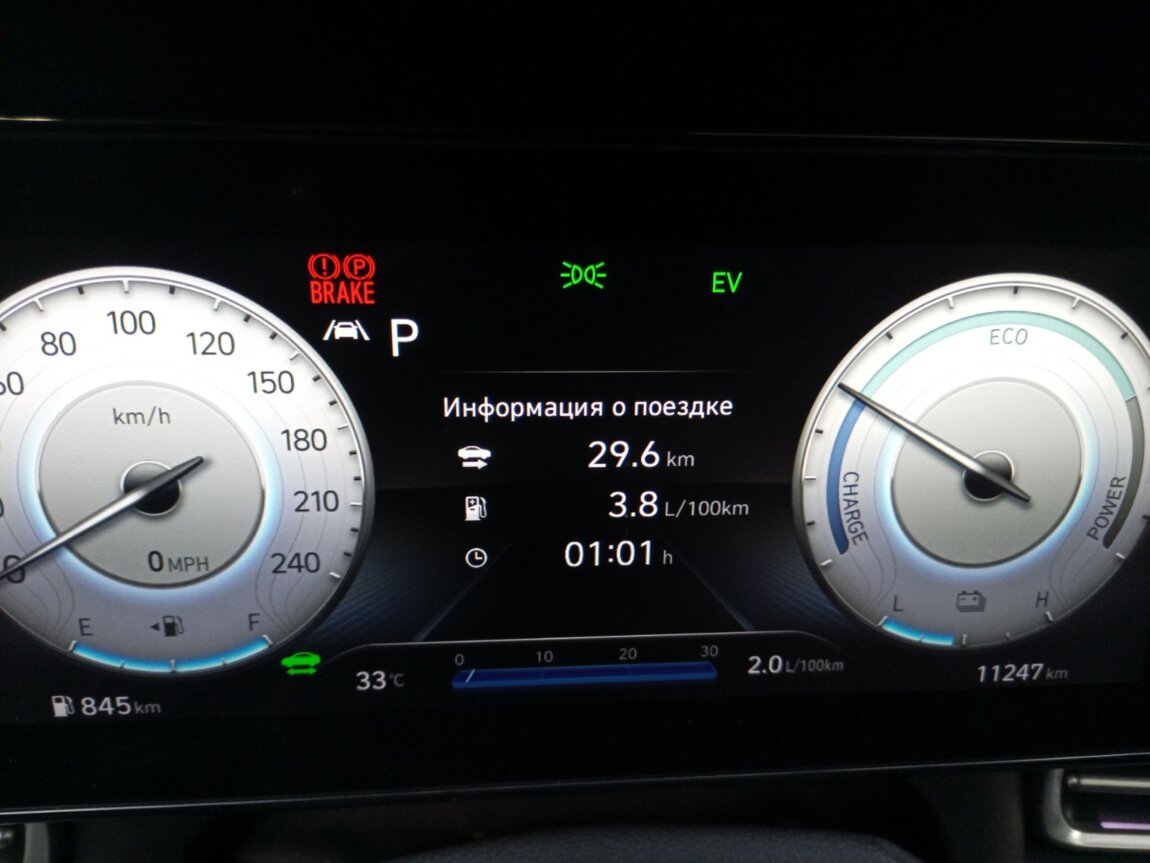 BRAKE
P
EV
80
100
120
150
180
210
240
km/h
0 MPH
E
F
845 km
Информация о поездке
29.6 km
3.8 L/100km
01:01 h
33°C
0 10 20 30
2.0 L/100km
ECO
CHARGE
POWER
L
H
11247 km